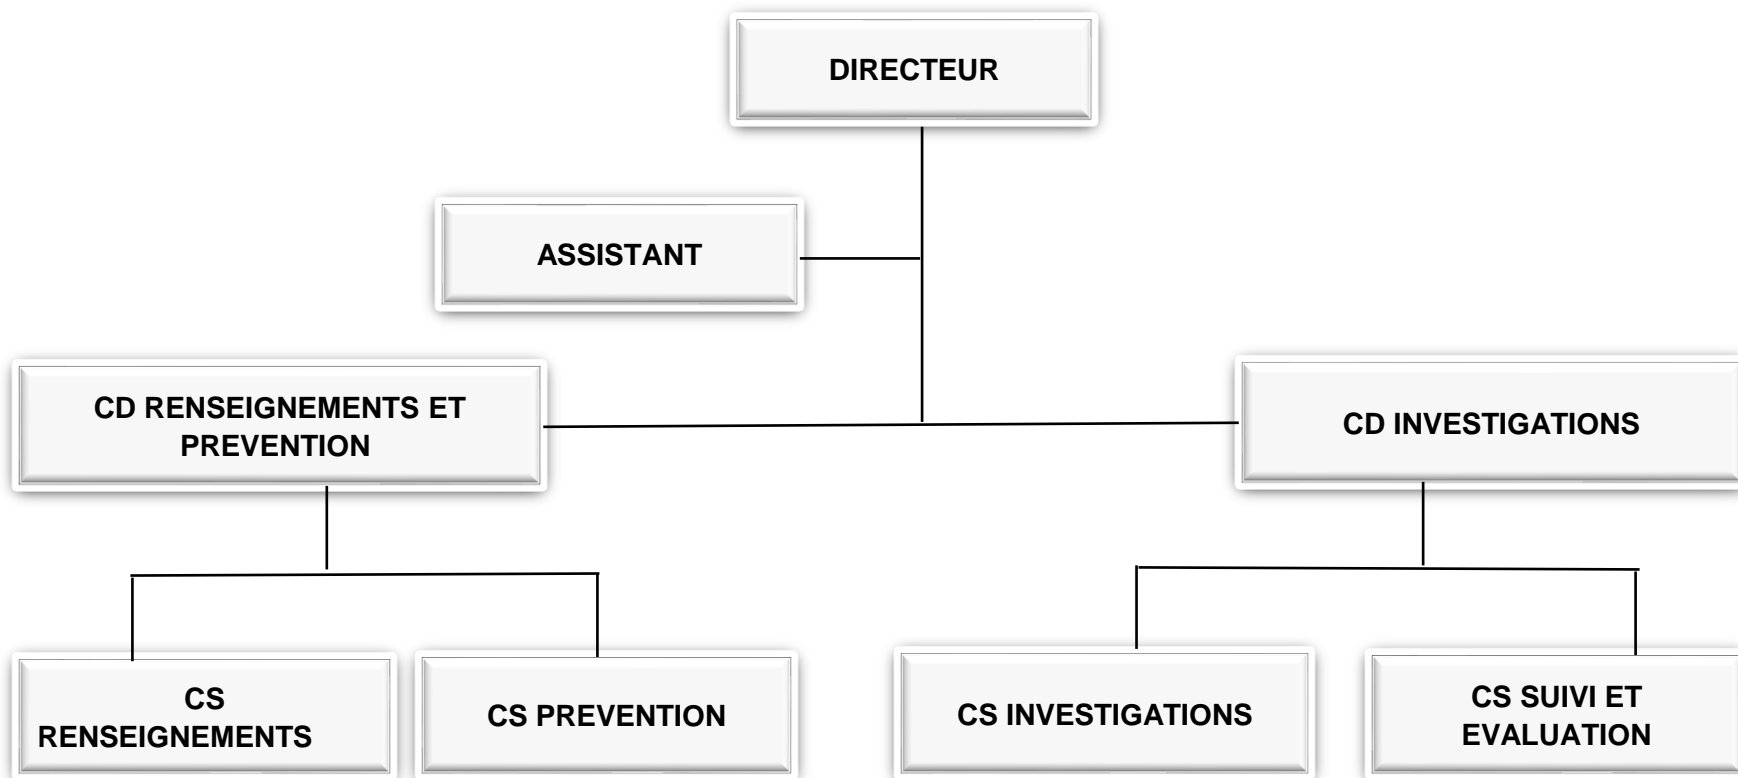 DIRECTEUR
ASSISTANT
CD RENSEIGNEMENTS ET
PREVENTION
CD INVESTIGATIONS
CS
RENSEIGNEMENTS
CS PREVENTION
CS INVESTIGATIONS
CS SUIVI ET
EVALUATION